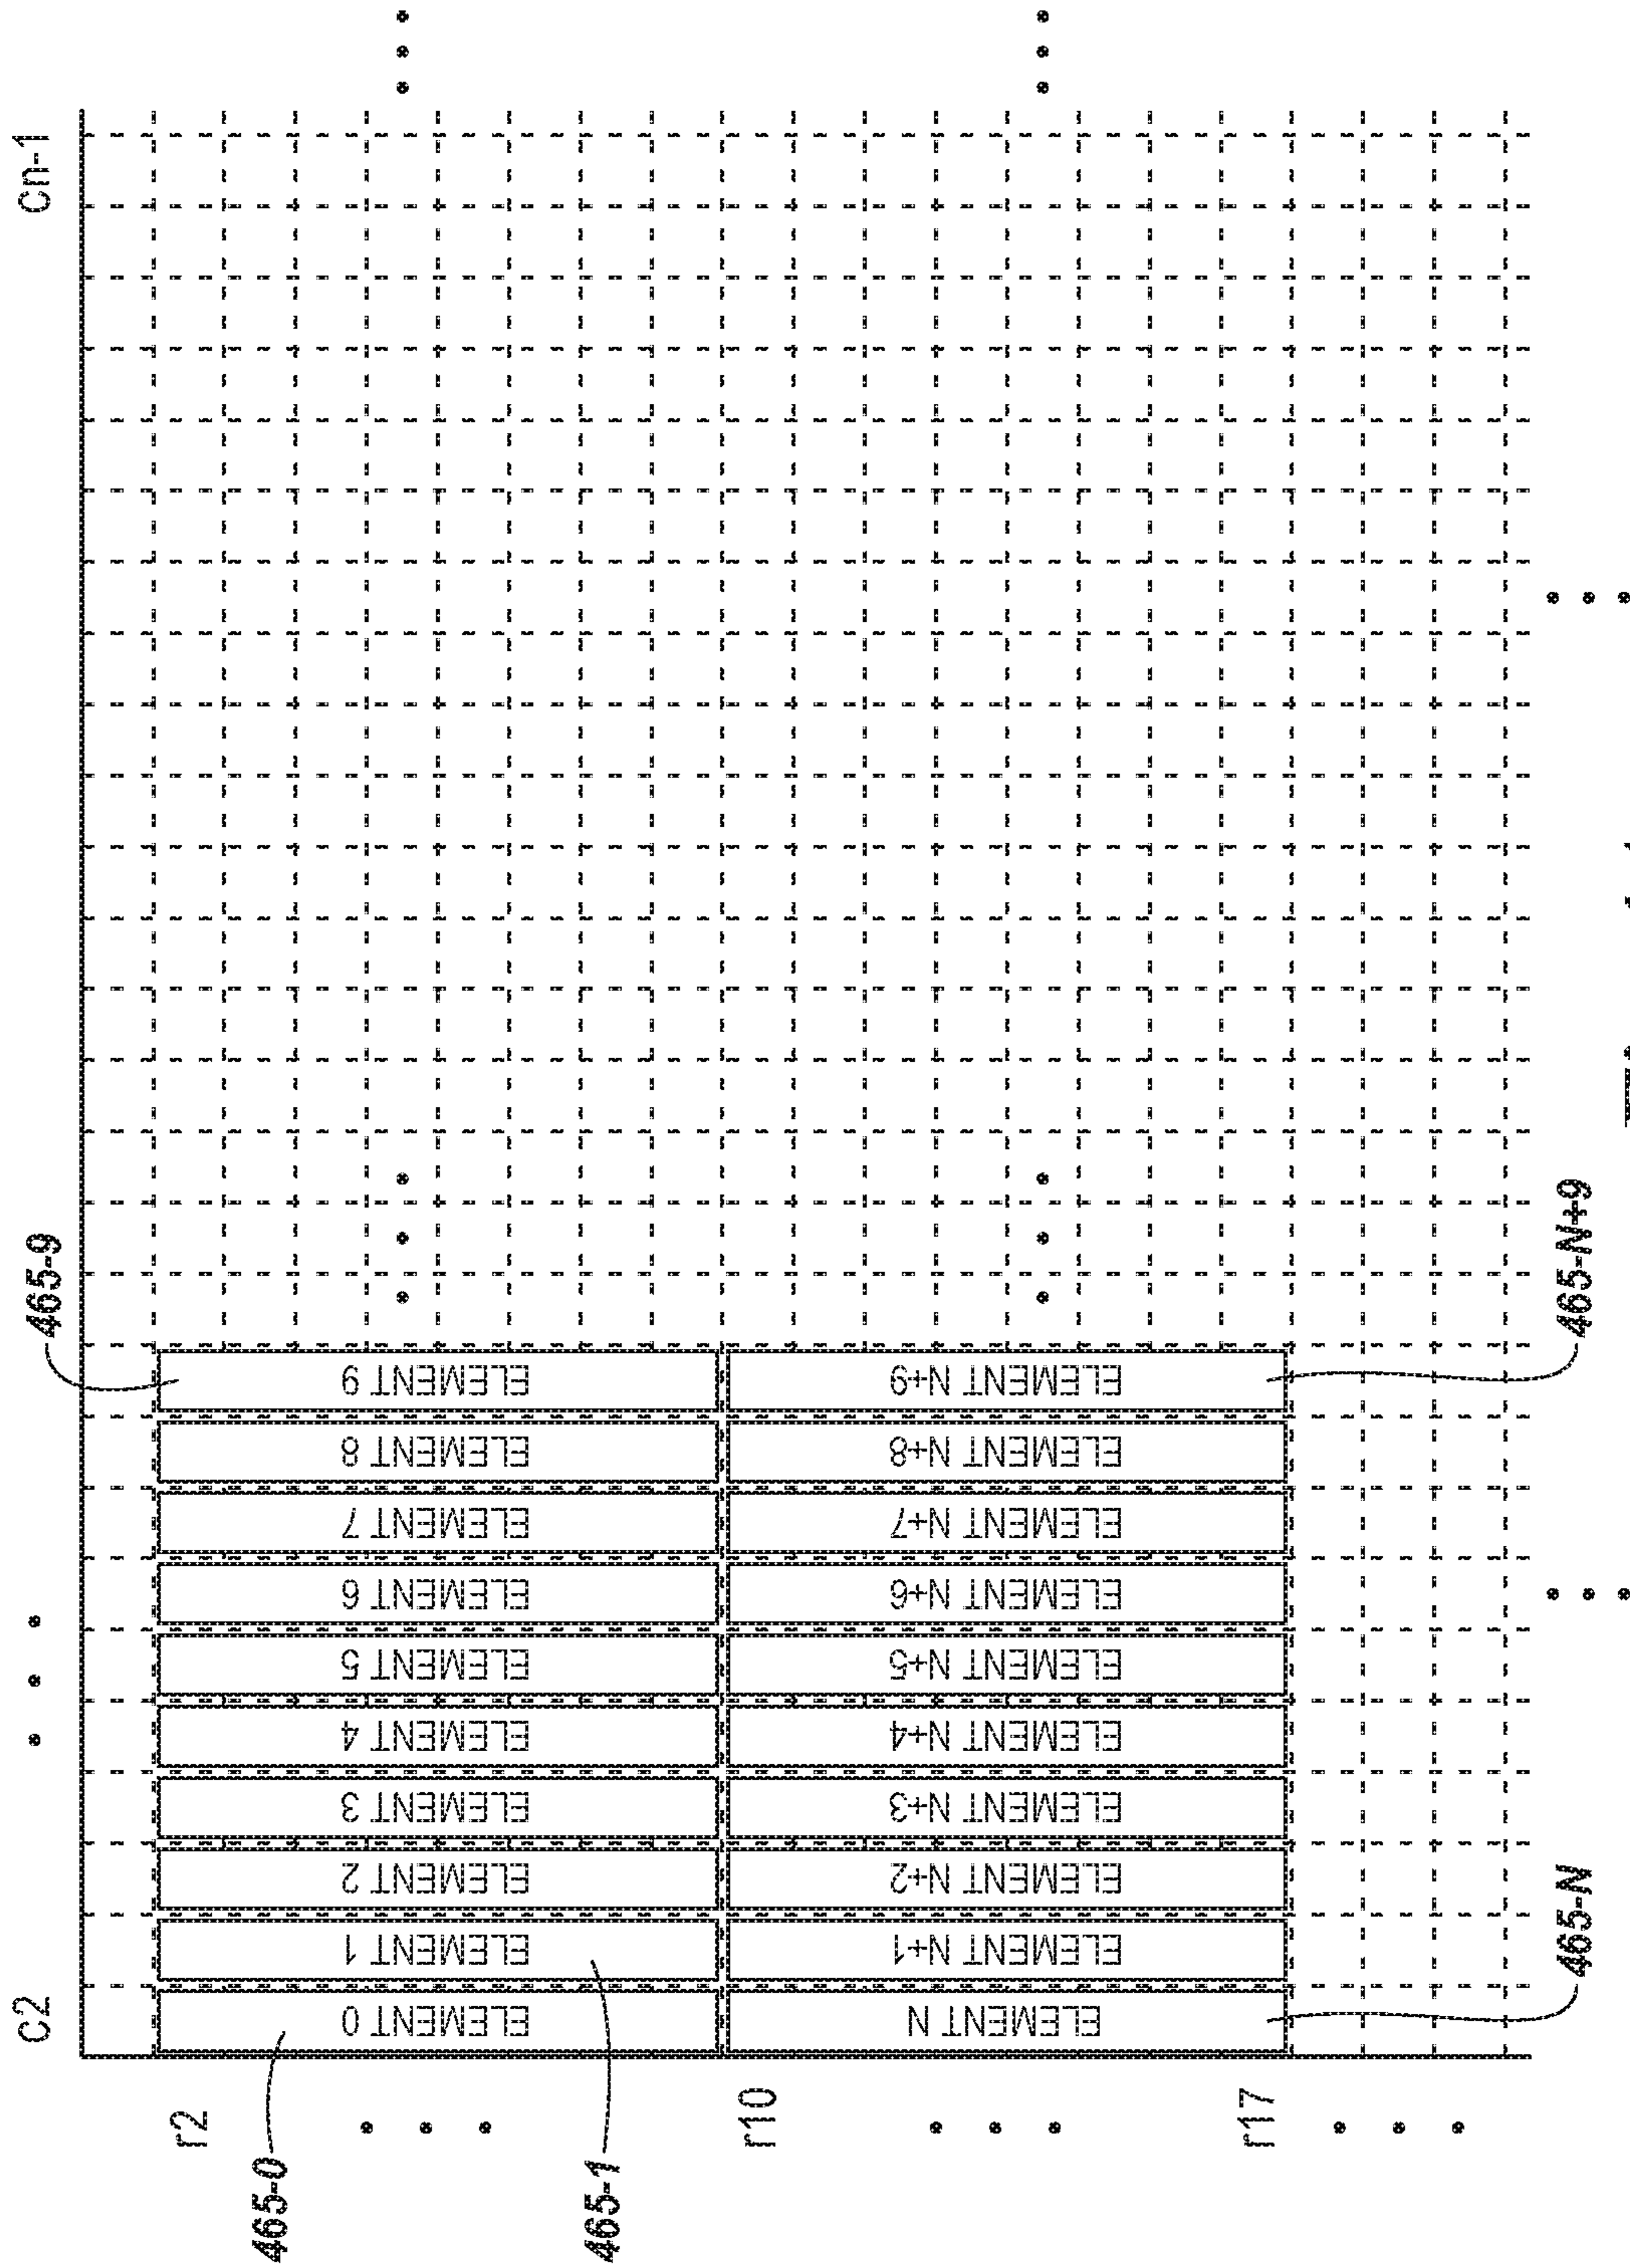 C2
cn-1
465-9
r2
465-0
465-1
ELEMENT 0
ELEMENT 1
ELEMENT 2
ELEMENT 3
ELEMENT 4
ELEMENT 5
ELEMENT 6
ELEMENT 7
ELEMENT 8
ELEMENT 9
r10
r17
ELEMENT N
ELEMENT N+1
ELEMENT N+2
ELEMENT N+3
ELEMENT N+4
ELEMENT N+5
ELEMENT N+6
ELEMENT N+7
ELEMENT N+8
ELEMENT N+9
465-N
465-N+9